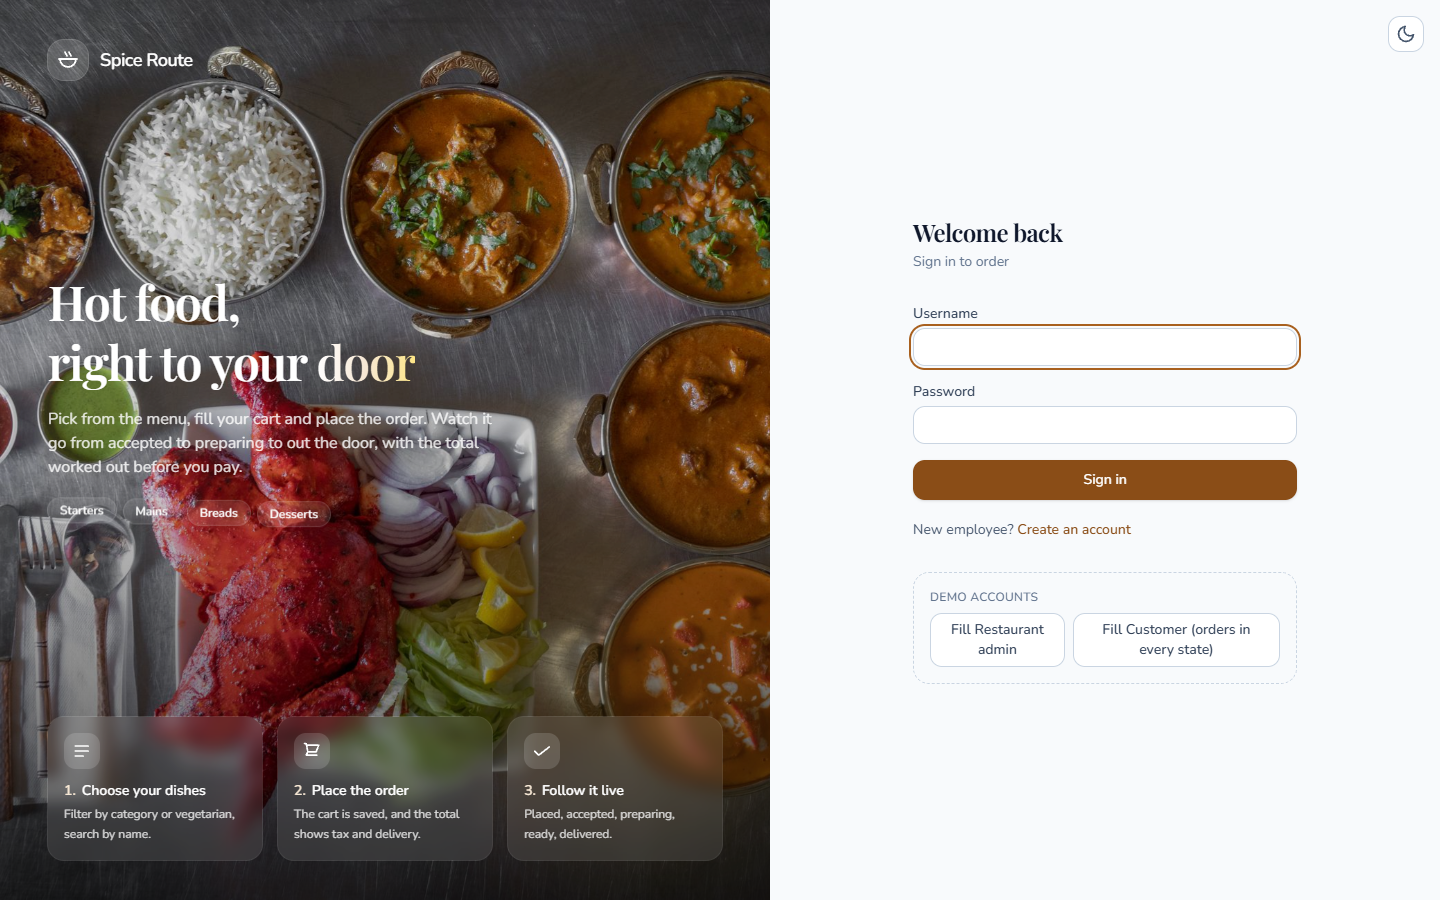 Spice Route
Hot food,
right to your door
Pick from the menu, fill your cart and place the order. Watch it
go from accepted to preparing to out the door, with the total
worked out before you pay.
Starters Mains Breads Desserts
1. Choose your dishes
Filter by category or vegetarian,
search by name.
2. Place the order
The cart is saved, and the total
shows tax and delivery.
3. Follow it live
Placed, accepted, preparing,
ready, delivered.
Welcome back
Sign in to order
Username
Password
Sign in
New employee? Create an account
DEMO ACCOUNTS
Fill Restaurant
admin
Fill Customer (orders in
every state)